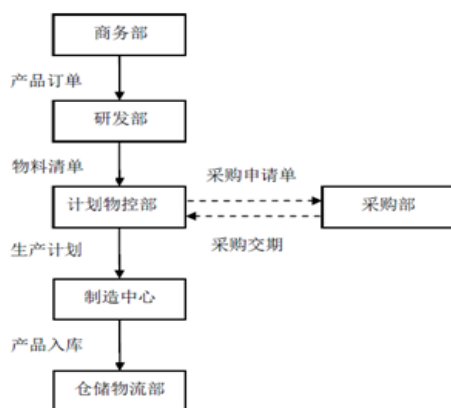 商务部
产品订单
研发部
物料清单
采购申请单
计划物控部
采购部
生产计划
采购交期
制造中心
产品入库
仓储物流部